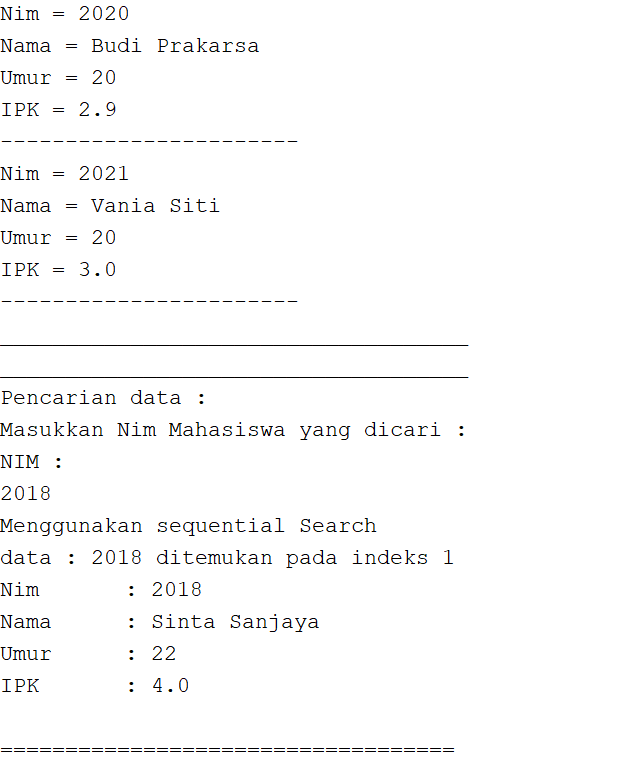 Nim = 2020
Nama = Budi Prakarsa
Umur = 20
IPK = 2.9
-----------------------
Nim = 2021
Nama = Vania Siti
Umur = 20
IPK = 3.0
-----------------------
____________________________________
____________________________________
Pencarian data :
Masukkan Nim Mahasiswa yang dicari :
NIM :
2018
Menggunakan sequential Search
data : 2018 ditemukan pada indeks 1
Nim : 2018
Nama : Sinta Sanjaya
Umur : 22
IPK : 4.0
===================================